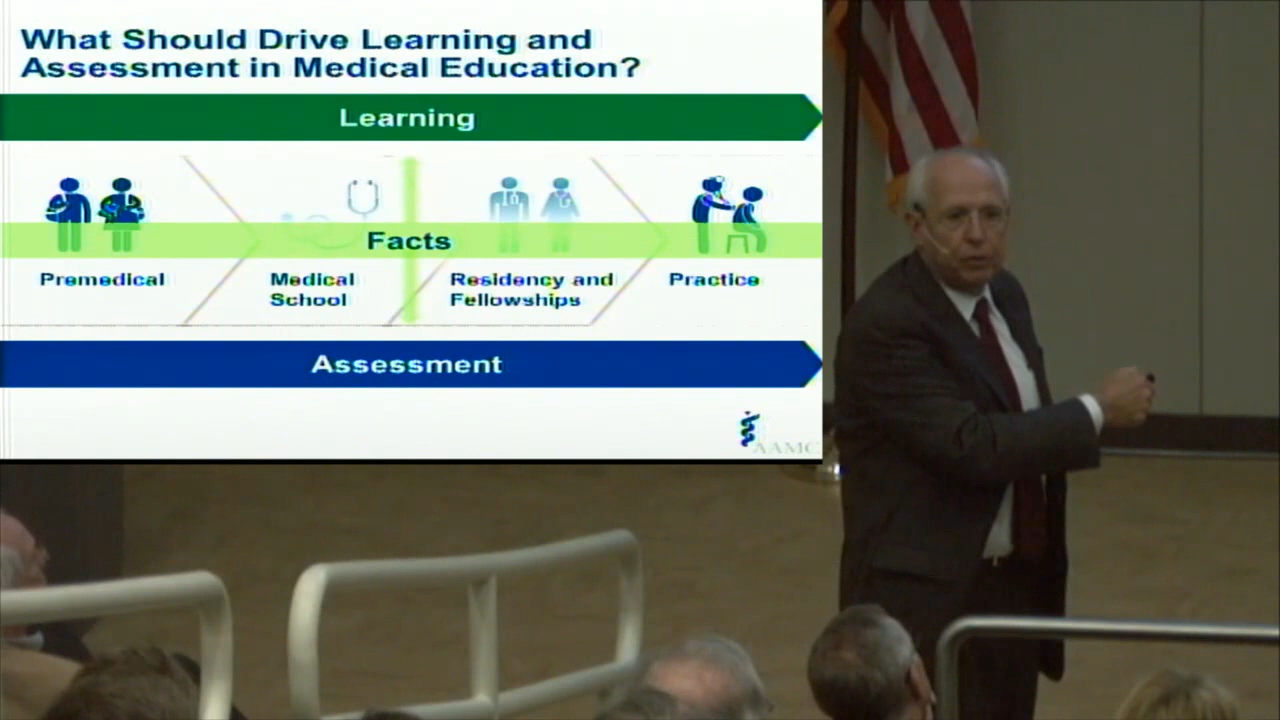 What Should Drive Learning and
Assessment in Medical Education?
Learning
Facts
Premedical
Medical
School
Residency and
Fellowships
Practice
Assessment
AAMC